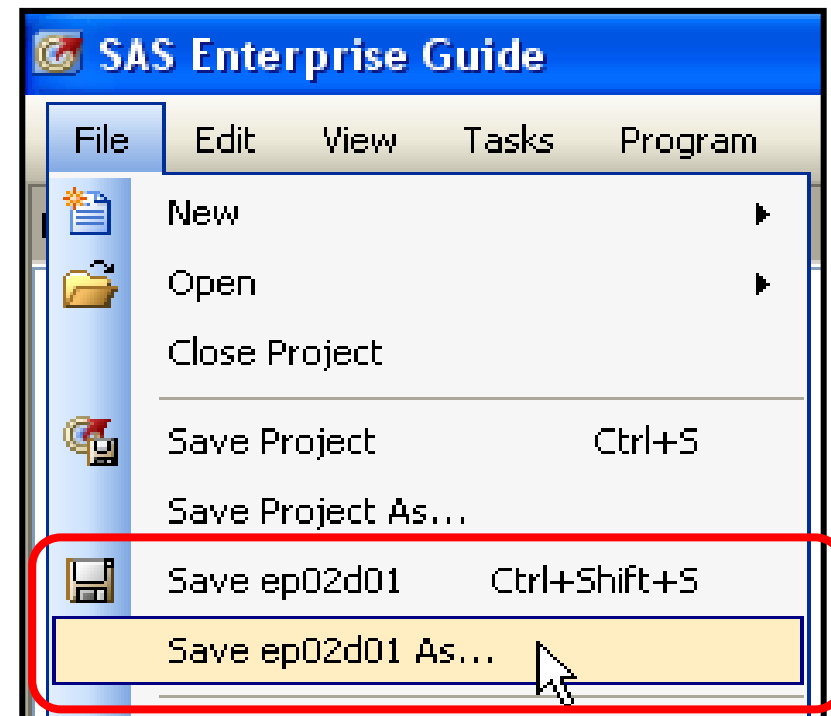 SAS Enterprise Guide
File Edit View Tasks Program
New
Open
Close Project
Save Project Ctrl+S
Save Project As...
Save ep02d01 Ctrl+Shift+S
Save ep02d01 As...